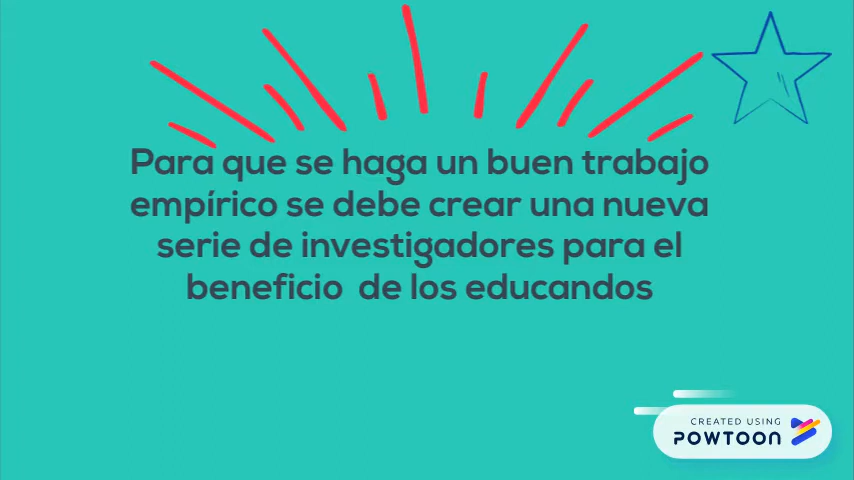 Para que se haga un buen trabajo
empírico se debe crear una nueva
serie de investigadores para el
beneficio  de los educandos
CREATED USING
POWTOON